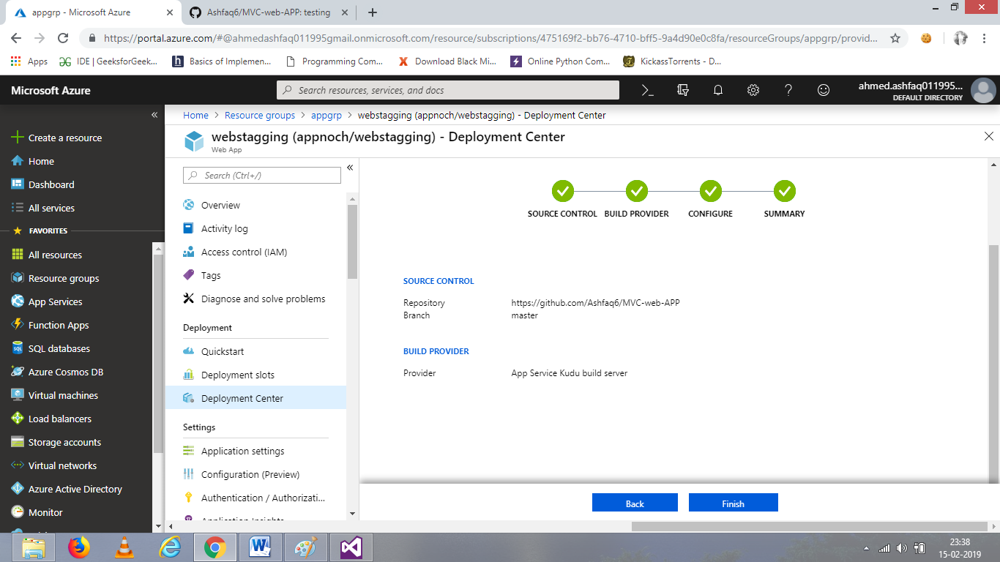 appgrp - Microsoft Azure
Ashfaq6/MVC-web-APP: testing
https://portal.azure.com/#@ahmedashfaq011995gmail.onmicrosoft.com/resource/subscriptions/475169f2-bb76-4710-bff5-9a4d90e0c8fa/resourceGroups/appgrp/provid...
Apps
IDE | GeeksforGeek...
Basics of Implemen...
Programming Com...
Download Black Mi...
Online Python Com...
KickassTorrents - D...
Microsoft Azure
Search resources, services, and docs
ahmed.ashfaq011995...
DEFAULT DIRECTORY
Create a resource
Home
Dashboard
All services
FAVORITES
All resources
Resource groups
App Services
Function Apps
SQL databases
Azure Cosmos DB
Virtual machines
Load balancers
Storage accounts
Virtual networks
Azure Active Directory
Monitor
Home > Resource groups > appgrp > webstagging (appnoch/webstagging) - Deployment Center
webstagging (appnoch/webstagging) - Deployment Center
Web App
Search (Ctrl+/)
Overview
Activity log
Access control (IAM)
Tags
Diagnose and solve problems
Deployment
Quickstart
Deployment slots
Deployment Center
Settings
Application settings
Configuration (Preview)
Authentication / Authorizati...
Application Insights
SOURCE CONTROL
BUILD PROVIDER
CONFIGURE
SUMMARY
SOURCE CONTROL
Repository https://github.com/Ashfaq6/MVC-web-APP
Branch master
BUILD PROVIDER
Provider App Service Kudu build server
Back
Finish
23:38
15-02-2019